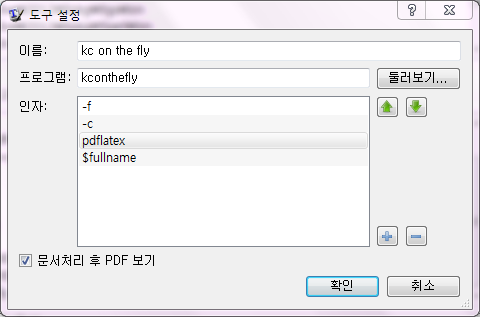 도구 설정
이름: kc on the fly
프로그램: kconthefly 둘러보기...
인자: -f
-c
pdflatex
$fullname
문서처리 후 PDF 보기
확인 취소